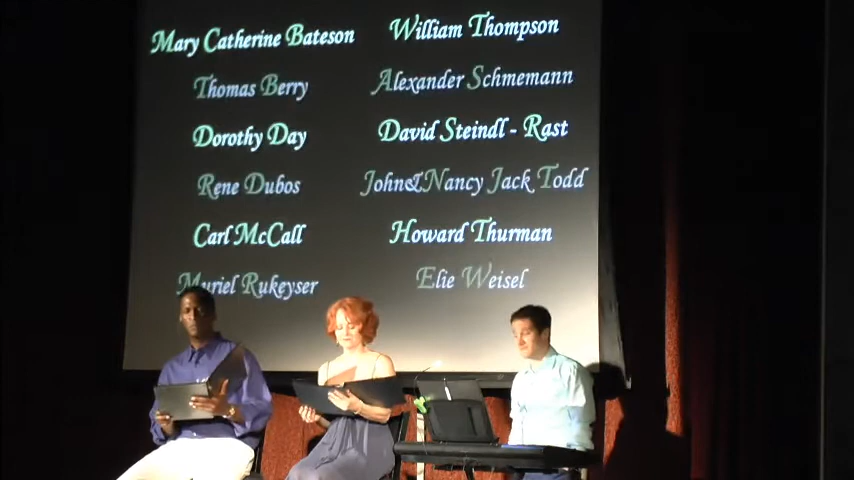 Mary Catherine Bateson
William Thompson
Thomas Berry
Alexander Schmemann
Dorothy Day
David Steindl - Rast
Rene Dubos
John&Nancy Jack Todd
Carl McCall
Howard Thurman
Muriel Rukeyser
Elie Weisel